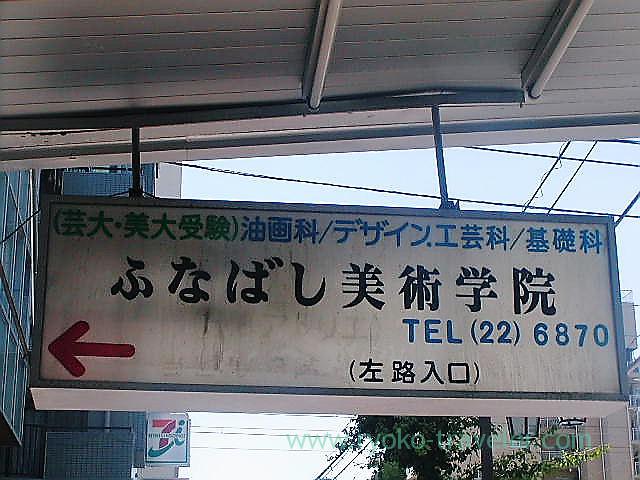 (芸大・美大受験)油画科/デザイン.工芸科/基礎科
ふなばし美術学院
TEL(22)6870
(左路入口)
www.ryoko-traveler.com